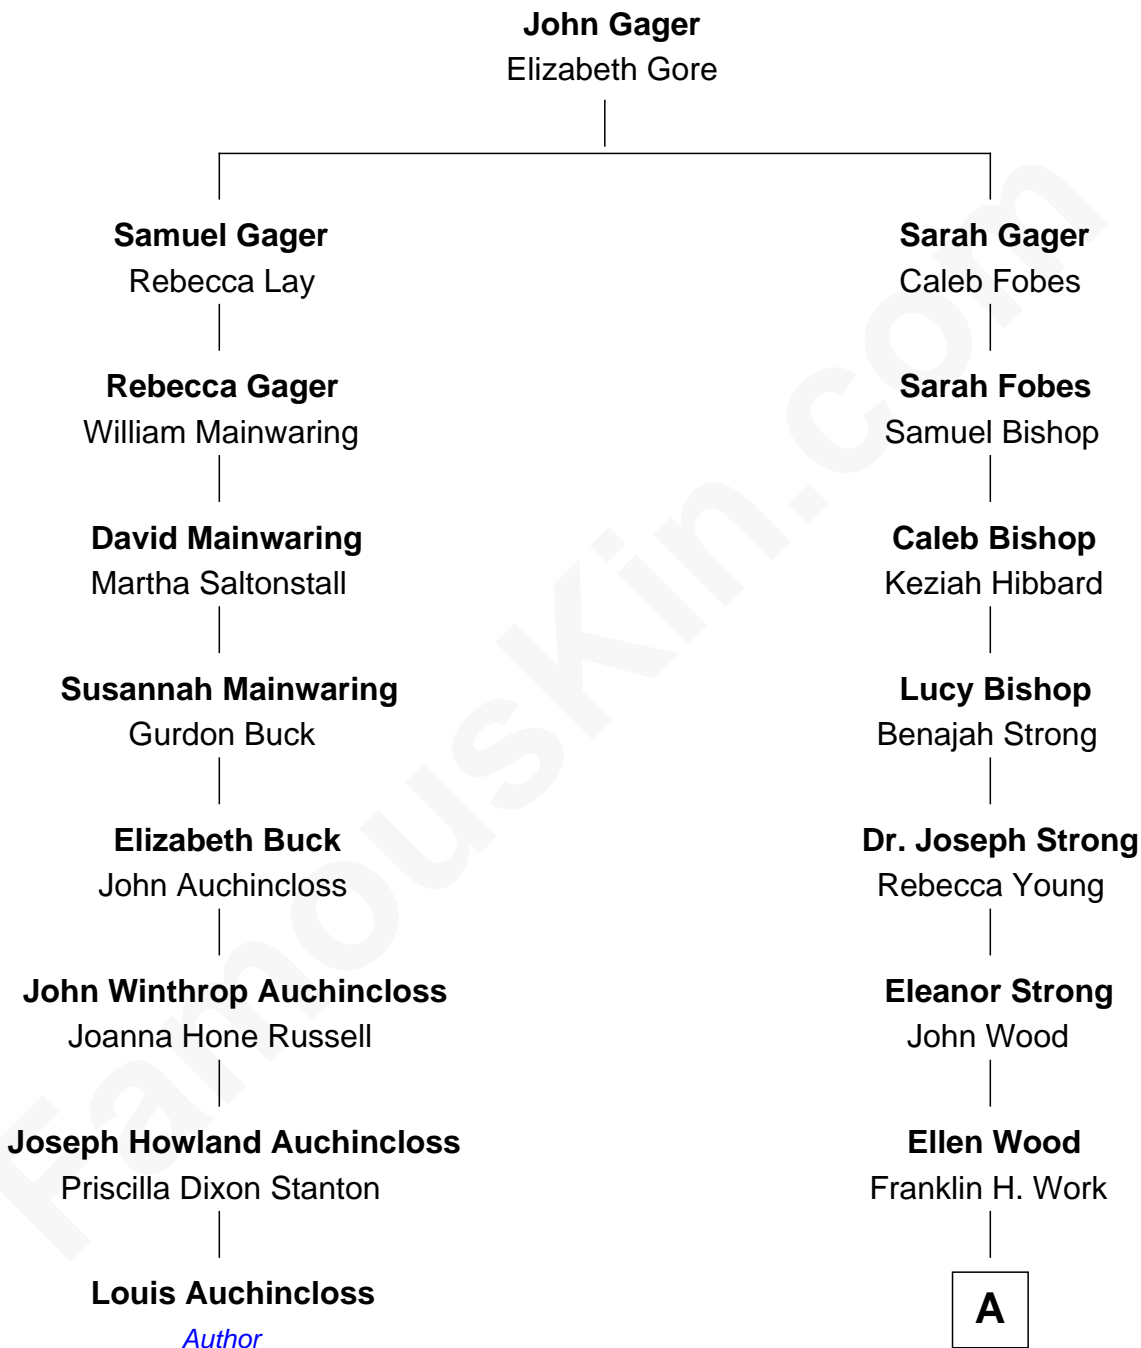 John Gager
Elizabeth Gore
Samuel Gager
Rebecca Lay
Sarah Gager
Caleb Fobes
Rebecca Gager
William Mainwaring
Sarah Fobes
Samuel Bishop
David Mainwaring
Martha Saltonstall
Caleb Bishop
Keziah Hibbard
Susannah Mainwaring
Gurdon Buck
Lucy Bishop
Benajah Strong
Elizabeth Buck
John Auchincloss
Dr. Joseph Strong
Rebecca Young
John Winthrop Auchincloss
Joanna Hone Russell
Eleanor Strong
John Wood
Joseph Howland Auchincloss
Priscilla Dixon Stanton
Ellen Wood
Franklin H. Work
Louis Auchincloss
Author
A
FamousKin.com